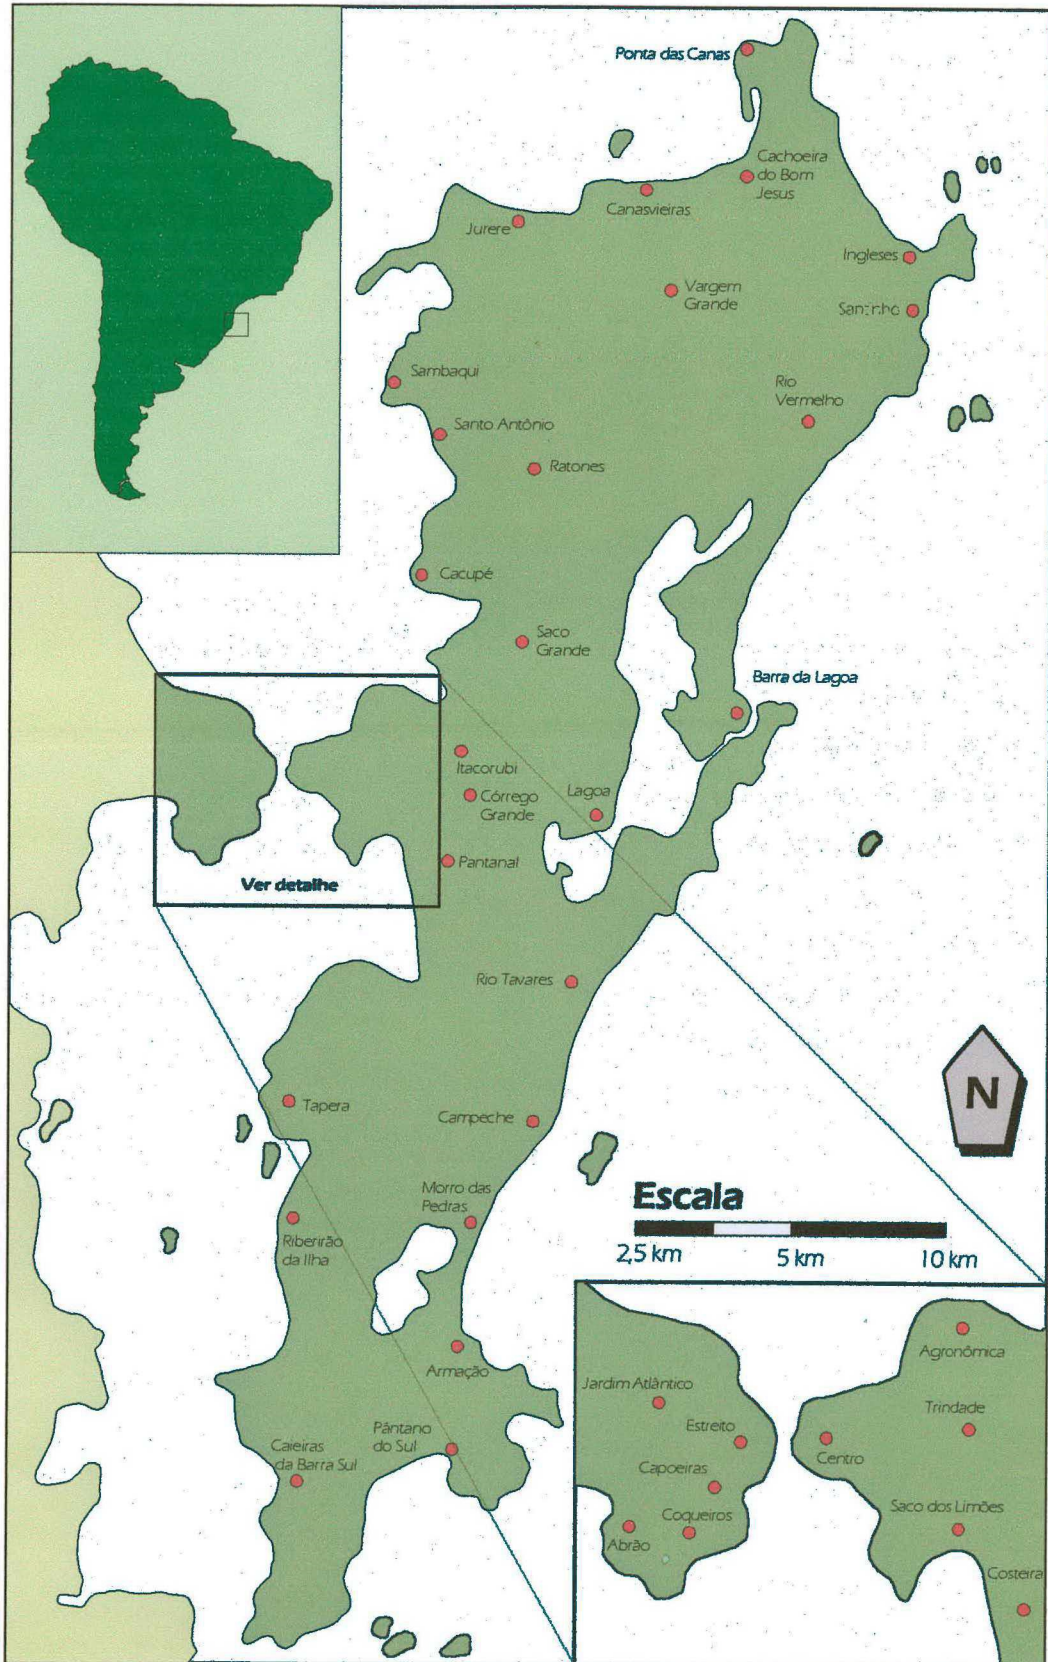 Ponta das Canas
Cachoeira
do Bom
Jesus
Canasvieiras
Jurere
Ingleses
Vargem
Grande
Santinho
Sambaqui
Rio
Vermelho
Santo Antônio
Ratones
Cacupé
Saco
Grande
Barra da Lagoa
Itacorubi
Lagoa
Córrego
Grande
Pantanal
Ver detalhe
Rio Tavares
N
Tapera
Campeche
Morro das
Pedras
Escala
Riberirão
da Ilha
2,5 km
5 km
10 km
Armação
Agronômica
Jardim Atlântico
Trindade
Estreito
Pântano
do Sul
Centro
Caieiras
da Barra Sul
Capoeiras
Saco dos Limões
Coqueiros
Abrão
Costeira